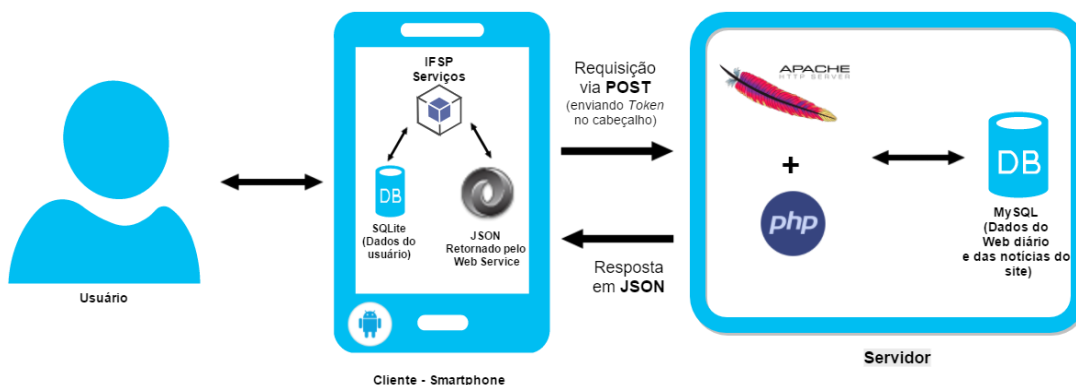 Usuário
IFSP
Serviços
DB
SQLite
(Dados do
usuário)
JSON
Retornado pelo
Web Service
Cliente - Smartphone
Requisição
via POST
(enviando Token
no cabeçalho)
Resposta
em JSON
APACHE
HTTP SERVER
+
php
DB
MySQL
(Dados do
Web diário
e das notícias do
site)
Servidor